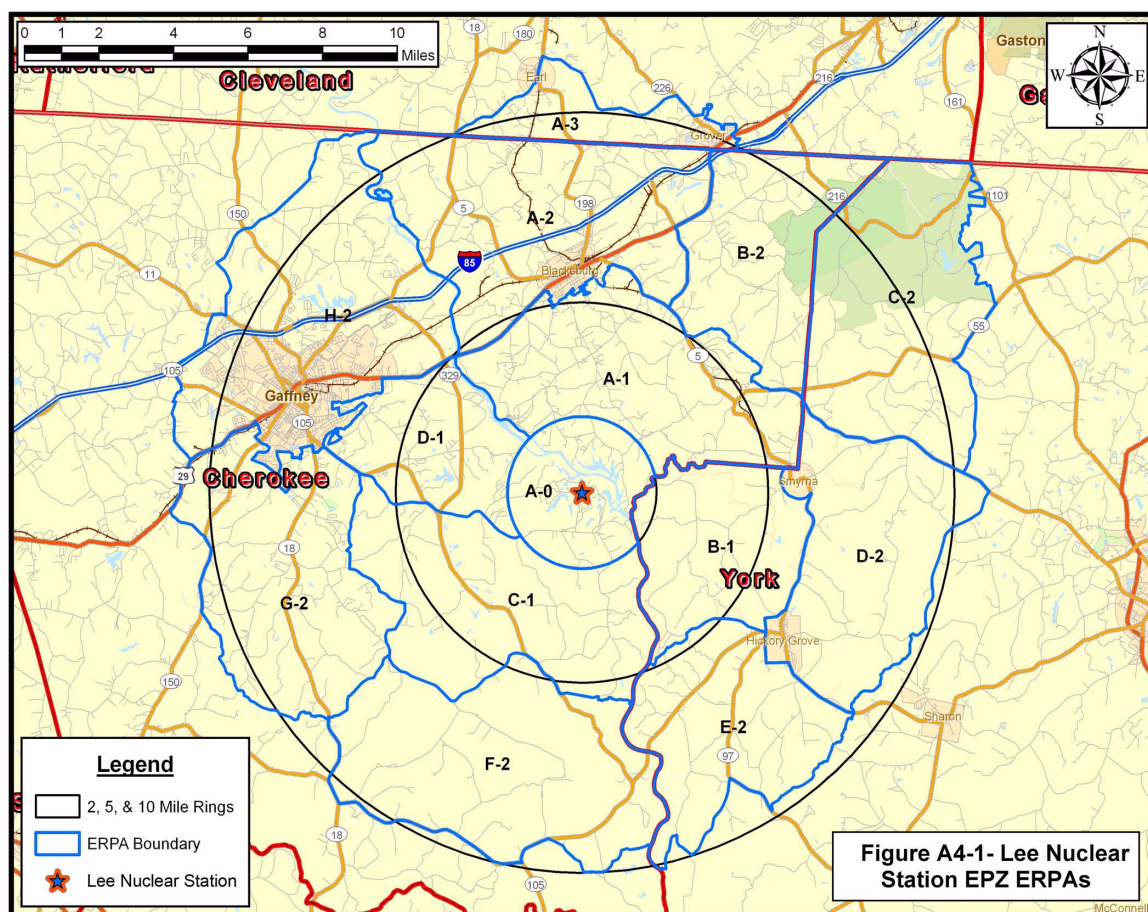 0 1 2 4 6 8 10
Miles
Cleveland
18
180
Earl
226
216
Gaston
161
N
W E
S
A-3
Grover
150
5
198
A-2
85
Blacksburg
B-2
216
101
C-2
11
H-2
55
105
329
5
A-1
Gaffney
105
D-1
29
Cherokee
A-0
Smyrna
B-1
York
D-2
18
G-2
C-1
Hickory Grove
150
E-2
Sharon
97
F-2
18
105
McConnell
Legend
2, 5, & 10 Mile Rings
ERPA Boundary
Lee Nuclear Station
Figure A4-1- Lee Nuclear
Station EPZ ERPAs